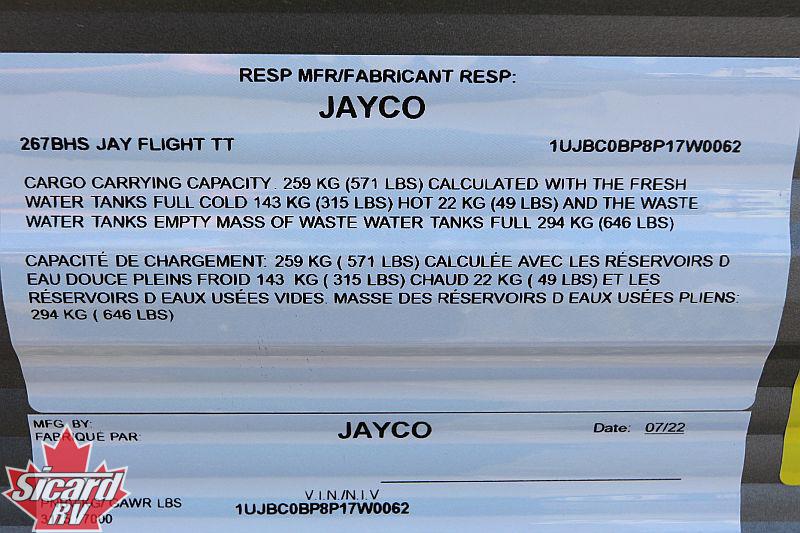 RESP MFR/FABRICANT RESP:
JAYCO
267BHS JAY FLIGHT TT 1UJBC0BP8P17W0062
CARGO CARRYING CAPACITY. 259 KG (571 LBS) CALCULATED WITH THE FRESH
WATER TANKS FULL COLD 143 KG (315 LBS) HOT 22 KG (49 LBS) AND THE WASTE
WATER TANKS EMPTY MASS OF WASTE WATER TANKS FULL 294 KG (646 LBS)
CAPACITÉ DE CHARGEMENT: 259 KG ( 571 LBS) CALCULÉE AVEC LES RÉSERVOIRS D
EAU DOUCE PLEINS FROID 143 KG ( 315 LBS) CHAUD 22 KG ( 49 LBS) ET LES
RÉSERVOIRS D EAUX USÉES VIDES. MASSE DES RÉSERVOIRS D EAUX USÉES PLIENS:
294 KG ( 646 LBS)
MFG BY:
FABRIQUÉ PAR: JAYCO Date: 07/22
V.I.N./N.I.V
1UJBC0BP8P17W0062
GAWR LBS
7000
Sicard
RV